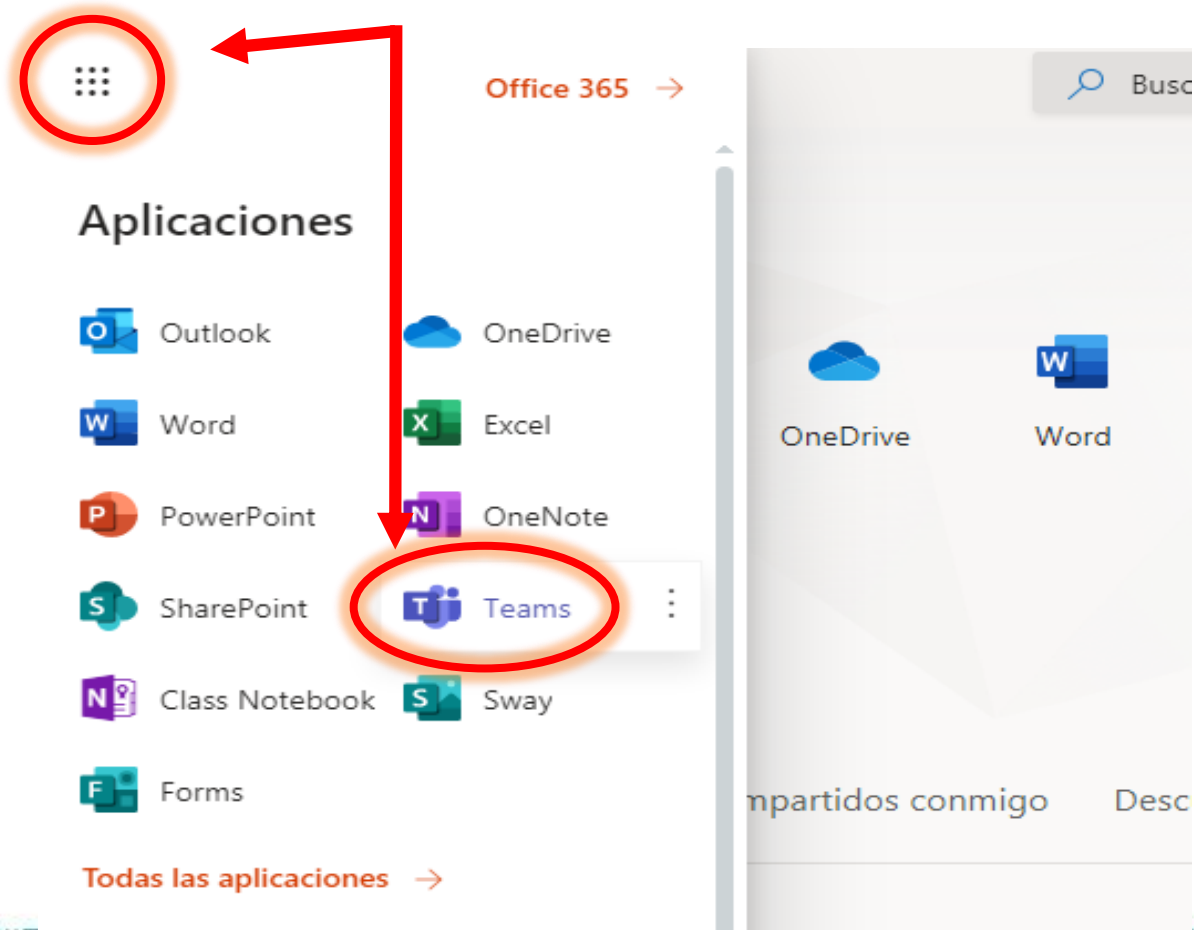 Office 365
Busc
Aplicaciones
Outlook
OneDrive
Word
Excel
PowerPoint
OneNote
SharePoint
Teams
Class Notebook
Sway
Forms
Todas las aplicaciones
OneDrive
Word
mpartidos conmigo
Desc